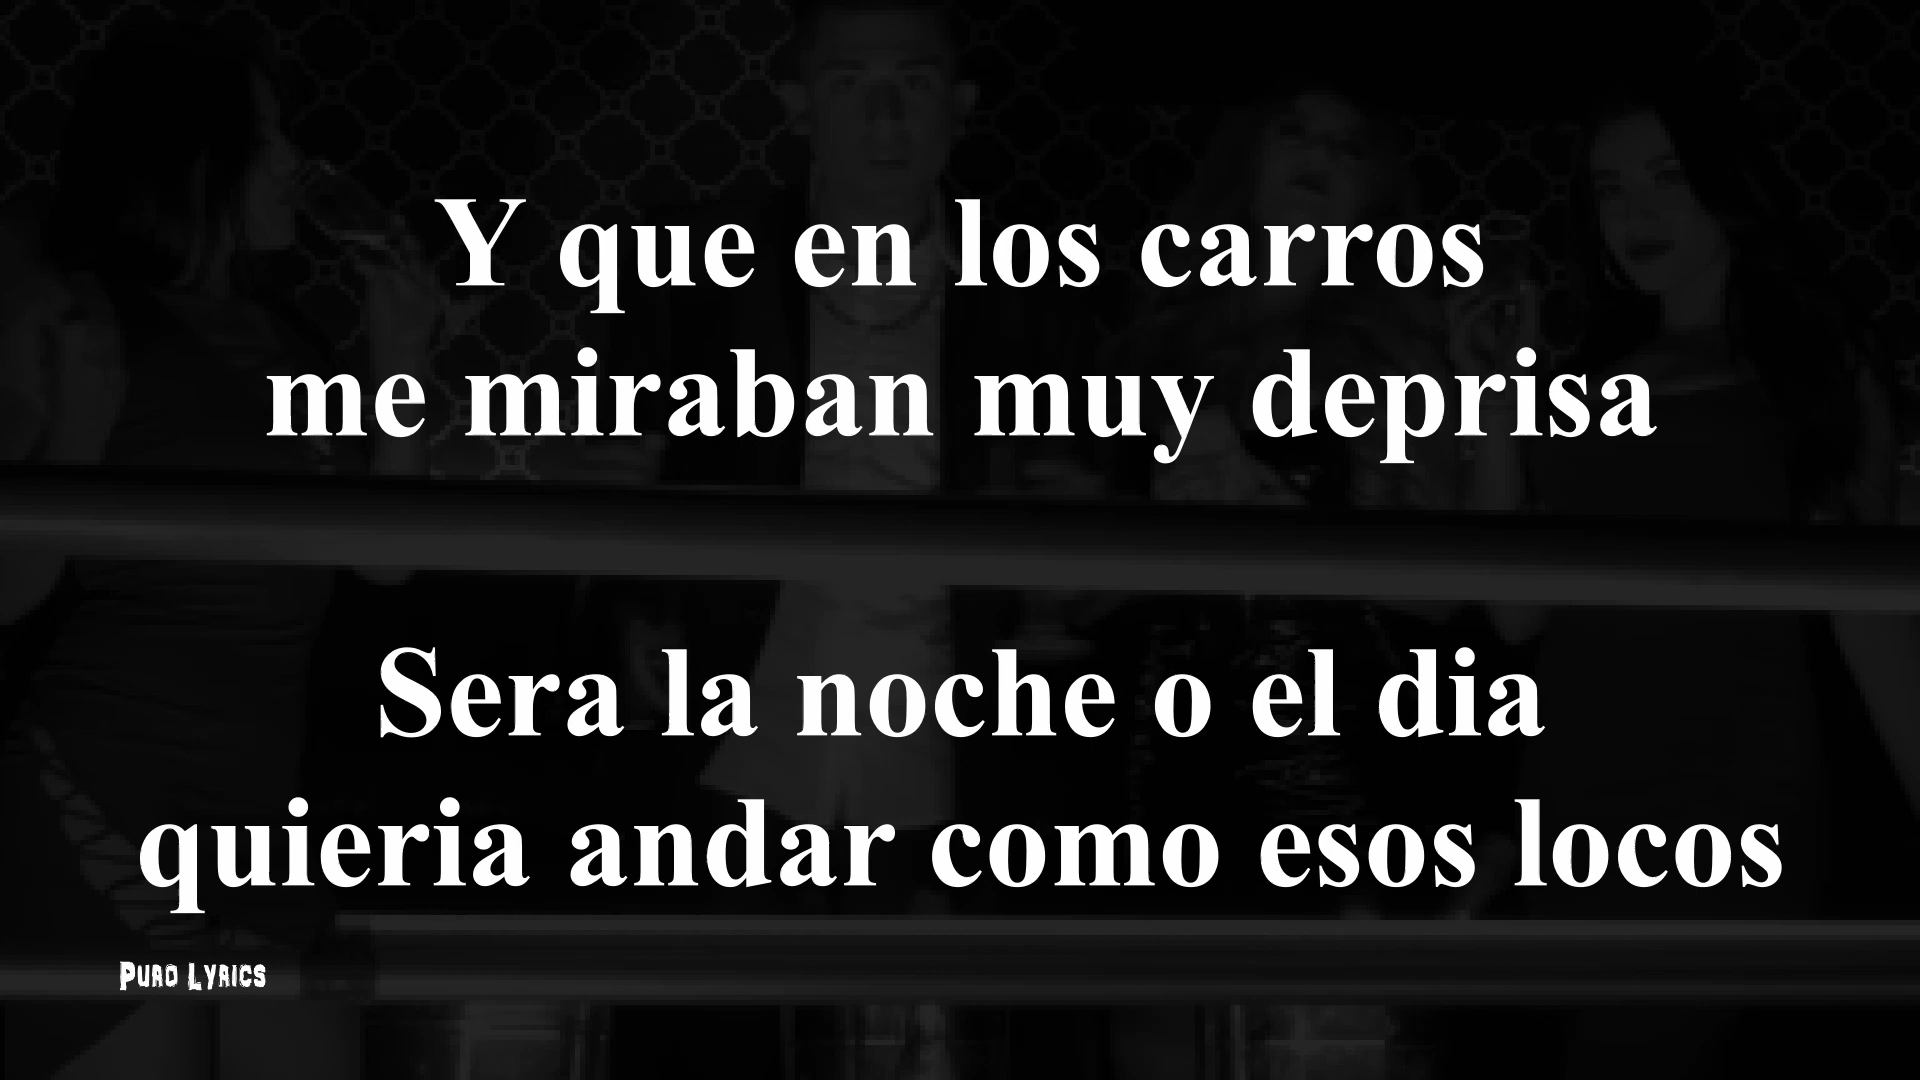 Y que en los carros
me miraban muy deprisa
Sera la noche o el dia
quieria andar como esos locos
Puro Lyrics